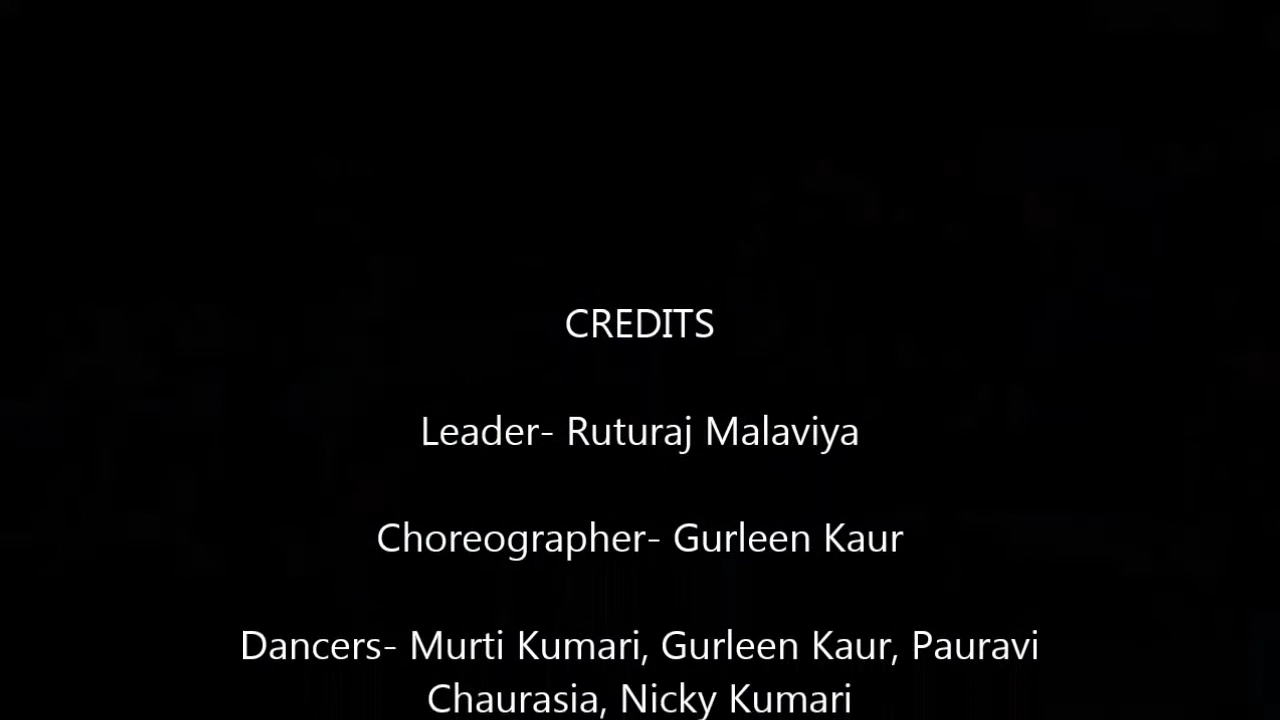 CREDITS
Leader- Ruturaj Malaviya
Choreographer- Gurleen Kaur
Dancers- Murti Kumari, Gurleen Kaur, Pauravi
Chaurasia, Nicky Kumari